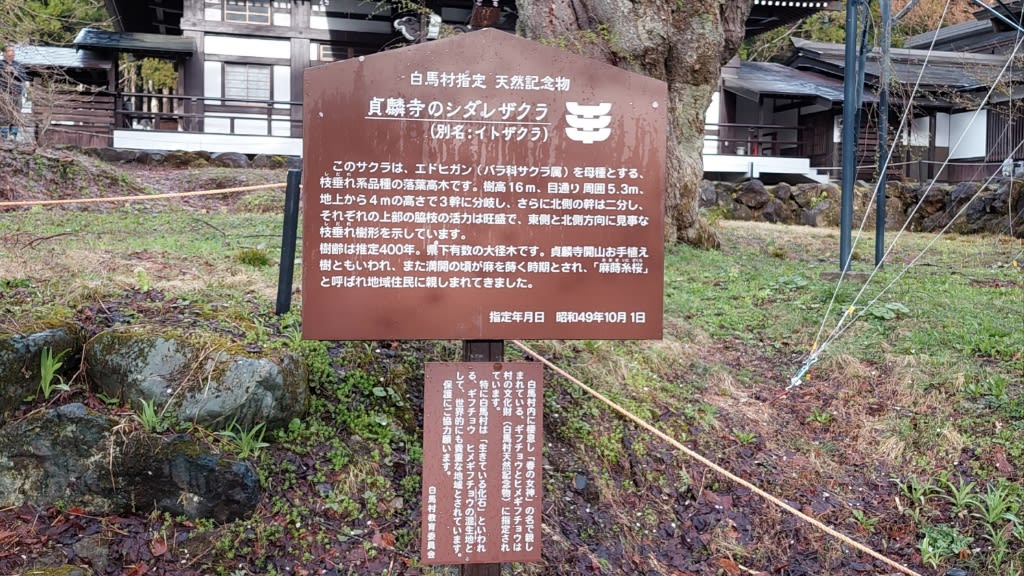 白馬村指定 天然記念物
貞麟寺のシダレザクラ
(別名:イトザクラ)
このサクラは、エドヒガン(バラ科サクラ属)を母種とする、
枝垂れ系品種の落葉高木です。樹高16m、目通り周囲5.3m、
地上から4mの高さで3幹に分岐し、さらに北側の幹は二分し、
それぞれの上部の脇枝の活力は旺盛で、東側と北側方向に見事な
枝垂れ樹形を示しています。
樹齢は推定400年。県下有数の大径木です。貞麟寺開山お手植え
樹ともいわれ、また満開の頃が麻を蒔く時期とされ、「麻蒔糸桜」
と呼ばれ地域住民に親しまれてきました。
指定年月日 昭和49年10月1日
白馬村内に棲息し「春の女神」の名で親し
まれている、ギフチョウとヒメギフチョウは
村の文化財(白馬村天然記念物)に指定され
ています。
特に白馬村は「生きている化石」といわれ
る、ギフチョウ ヒメギフチョウの混生地と
して、世界的にも貴重な地域とされています。
保護にご協力願います。
白馬村教育委員会